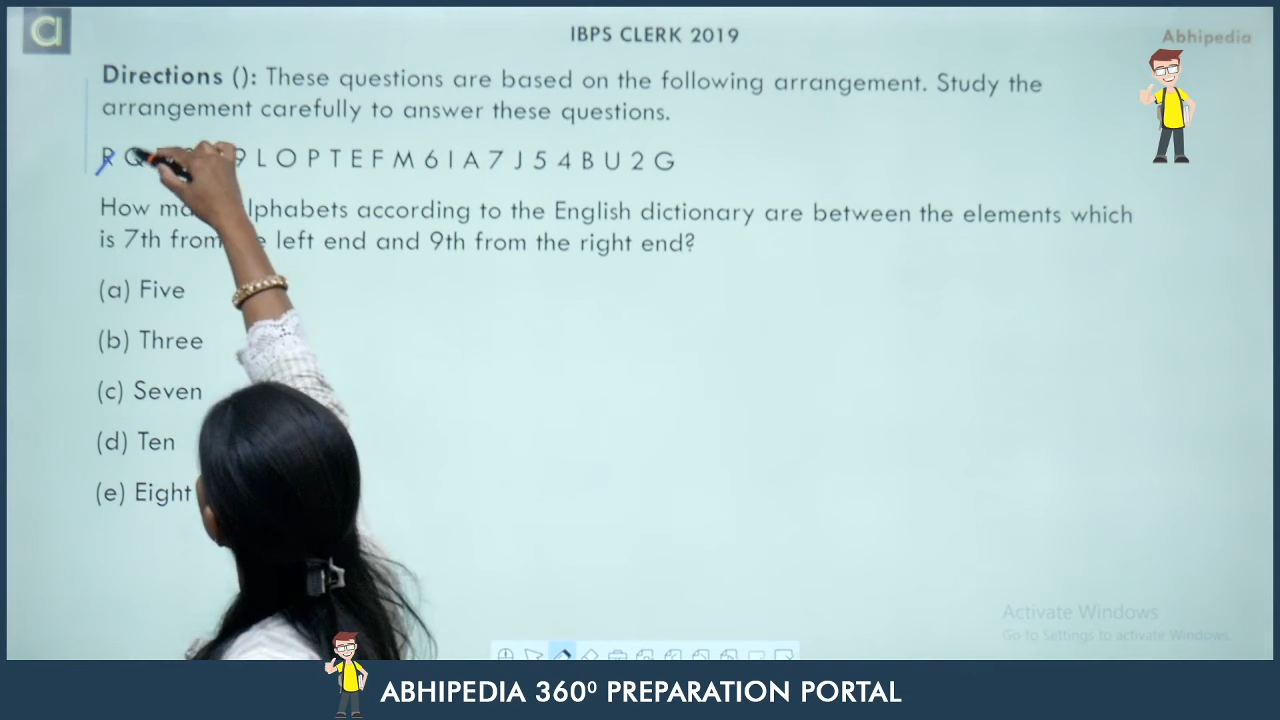 a
IBPS CLERK 2019
Abhipedia
Directions (): These questions are based on the following arrangement. Study the
arrangement carefully to answer these questions.
R Q 9 L O P T E F M 6 I A 7 J 5 4 B U 2 G
How alphabets according to the English dictionary are between the elements which
is 7th from left end and 9th from the right end?
(a) Five
(b) Three
(c) Seven
(d) Ten
(e) Eight
Activate Windows
Go to Settings to activate Windows.
ABHIPEDIA 360⁰ PREPARATION PORTAL